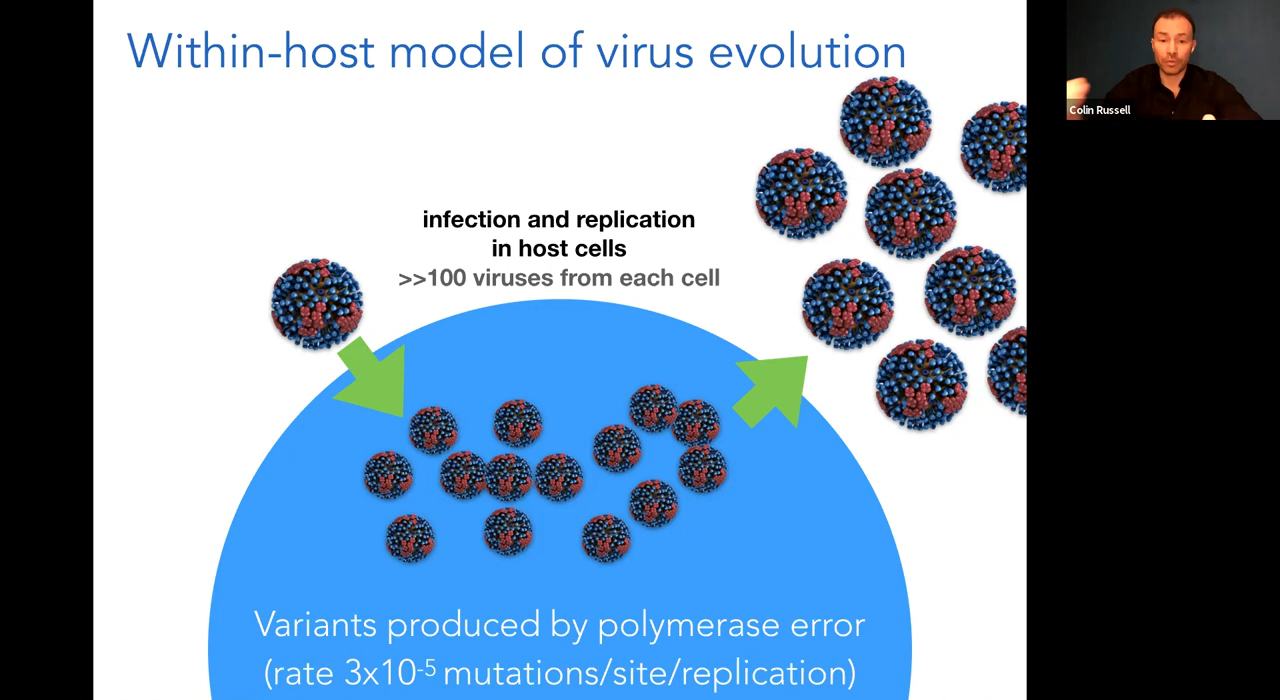 Within-host model of virus evolution
Colin Russell
infection and replication
in host cells
>>100 viruses from each cell
Variants produced by polymerase error
(rate 3x10⁻⁵ mutations/site/replication)